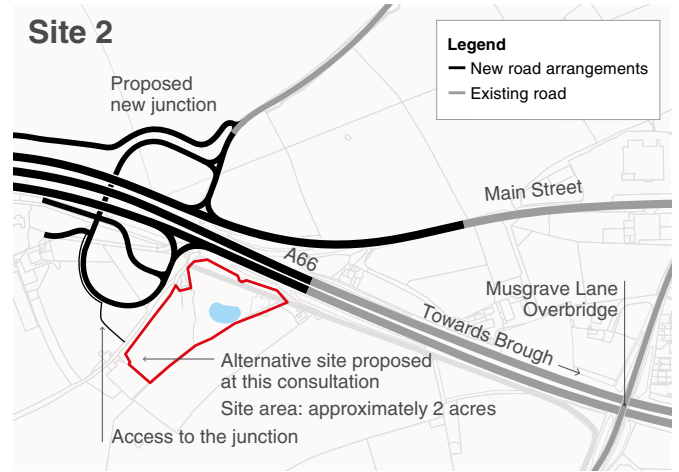 Site 2
Legend
New road arrangements
Existing road
Proposed
new junction
Main Street
A66
Musgrave Lane
Overbridge
Towards Brough
Alternative site proposed
at this consultation
Site area: approximately 2 acres
Access to the junction